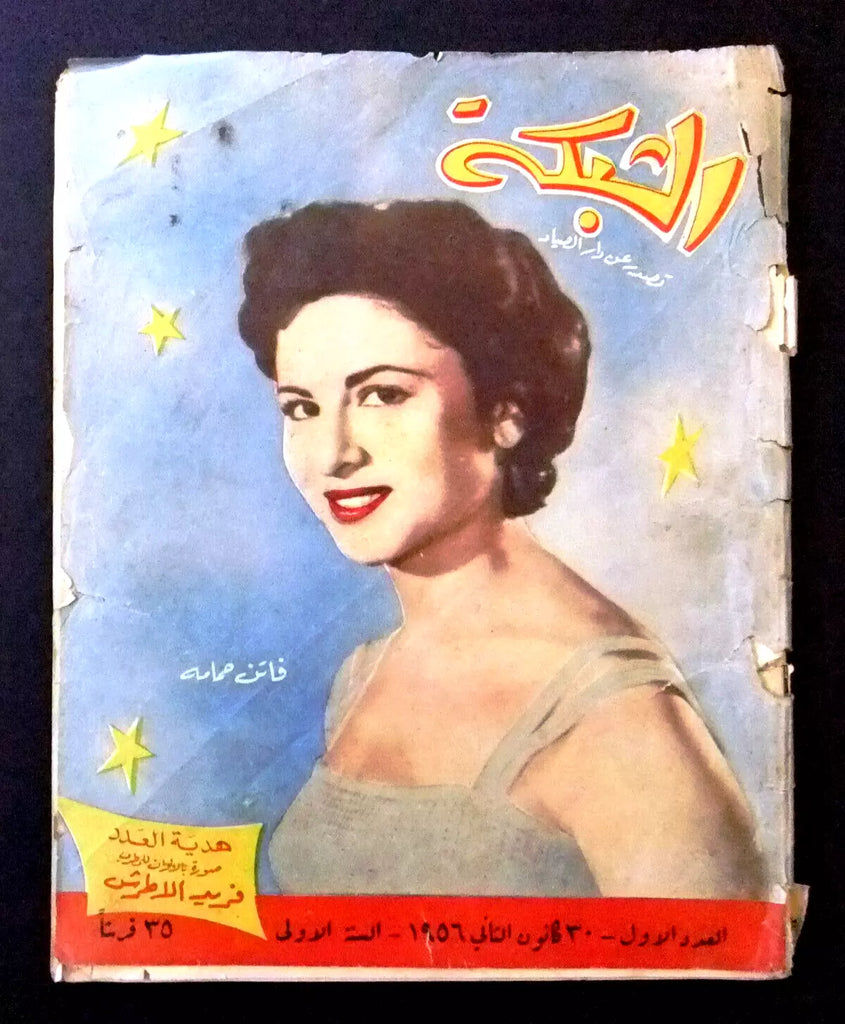 الشبكة
تصدر عن دار الصياد
فاتن حمامه
هدية العدد
صورة بالالوان للمطرب
فريد الاطرش
العدد الاول - ٣٠ كانون الثاني ١٩٥٦ - السنة الاولى
٣٥ قرشاً